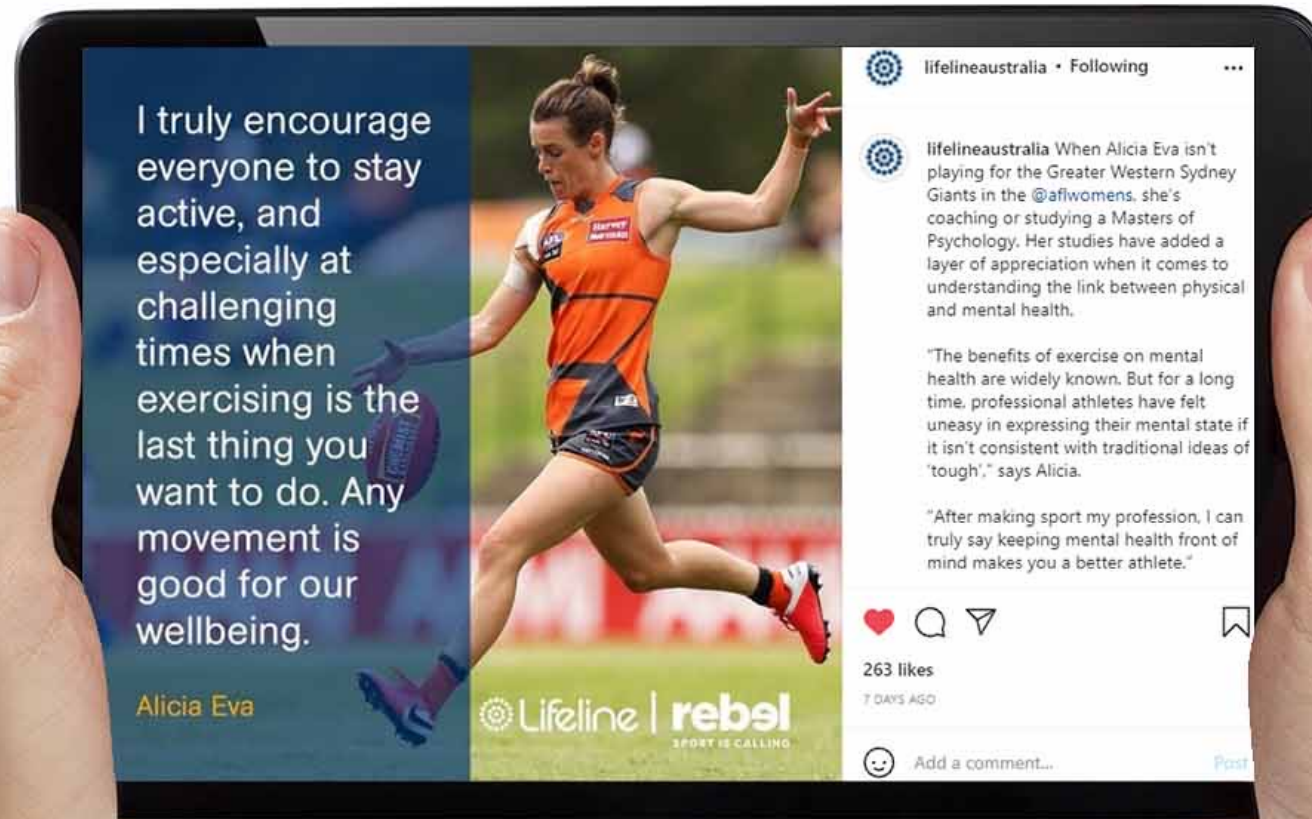 I truly encourage
everyone to stay
active, and
especially at
challenging
times when
exercising is the
last thing you
want to do. Any
movement is
good for our
wellbeing.
Alicia Eva
AFL
Harvey
Norman
CHEMIST
Lifeline | rebel
SPORT IS CALLING
lifelineaustralia • Following
lifelineaustralia When Alicia Eva isn't
playing for the Greater Western Sydney
Giants in the @aflwomens, she's
coaching or studying a Masters of
Psychology. Her studies have added a
layer of appreciation when it comes to
understanding the link between physical
and mental health.
"The benefits of exercise on mental
health are widely known. But for a long
time, professional athletes have felt
uneasy in expressing their mental state if
it isn't consistent with traditional ideas of
'tough'," says Alicia.
"After making sport my profession, I can
truly say keeping mental health front of
mind makes you a better athlete."
263 likes
7 DAYS AGO
Add a comment...
Post